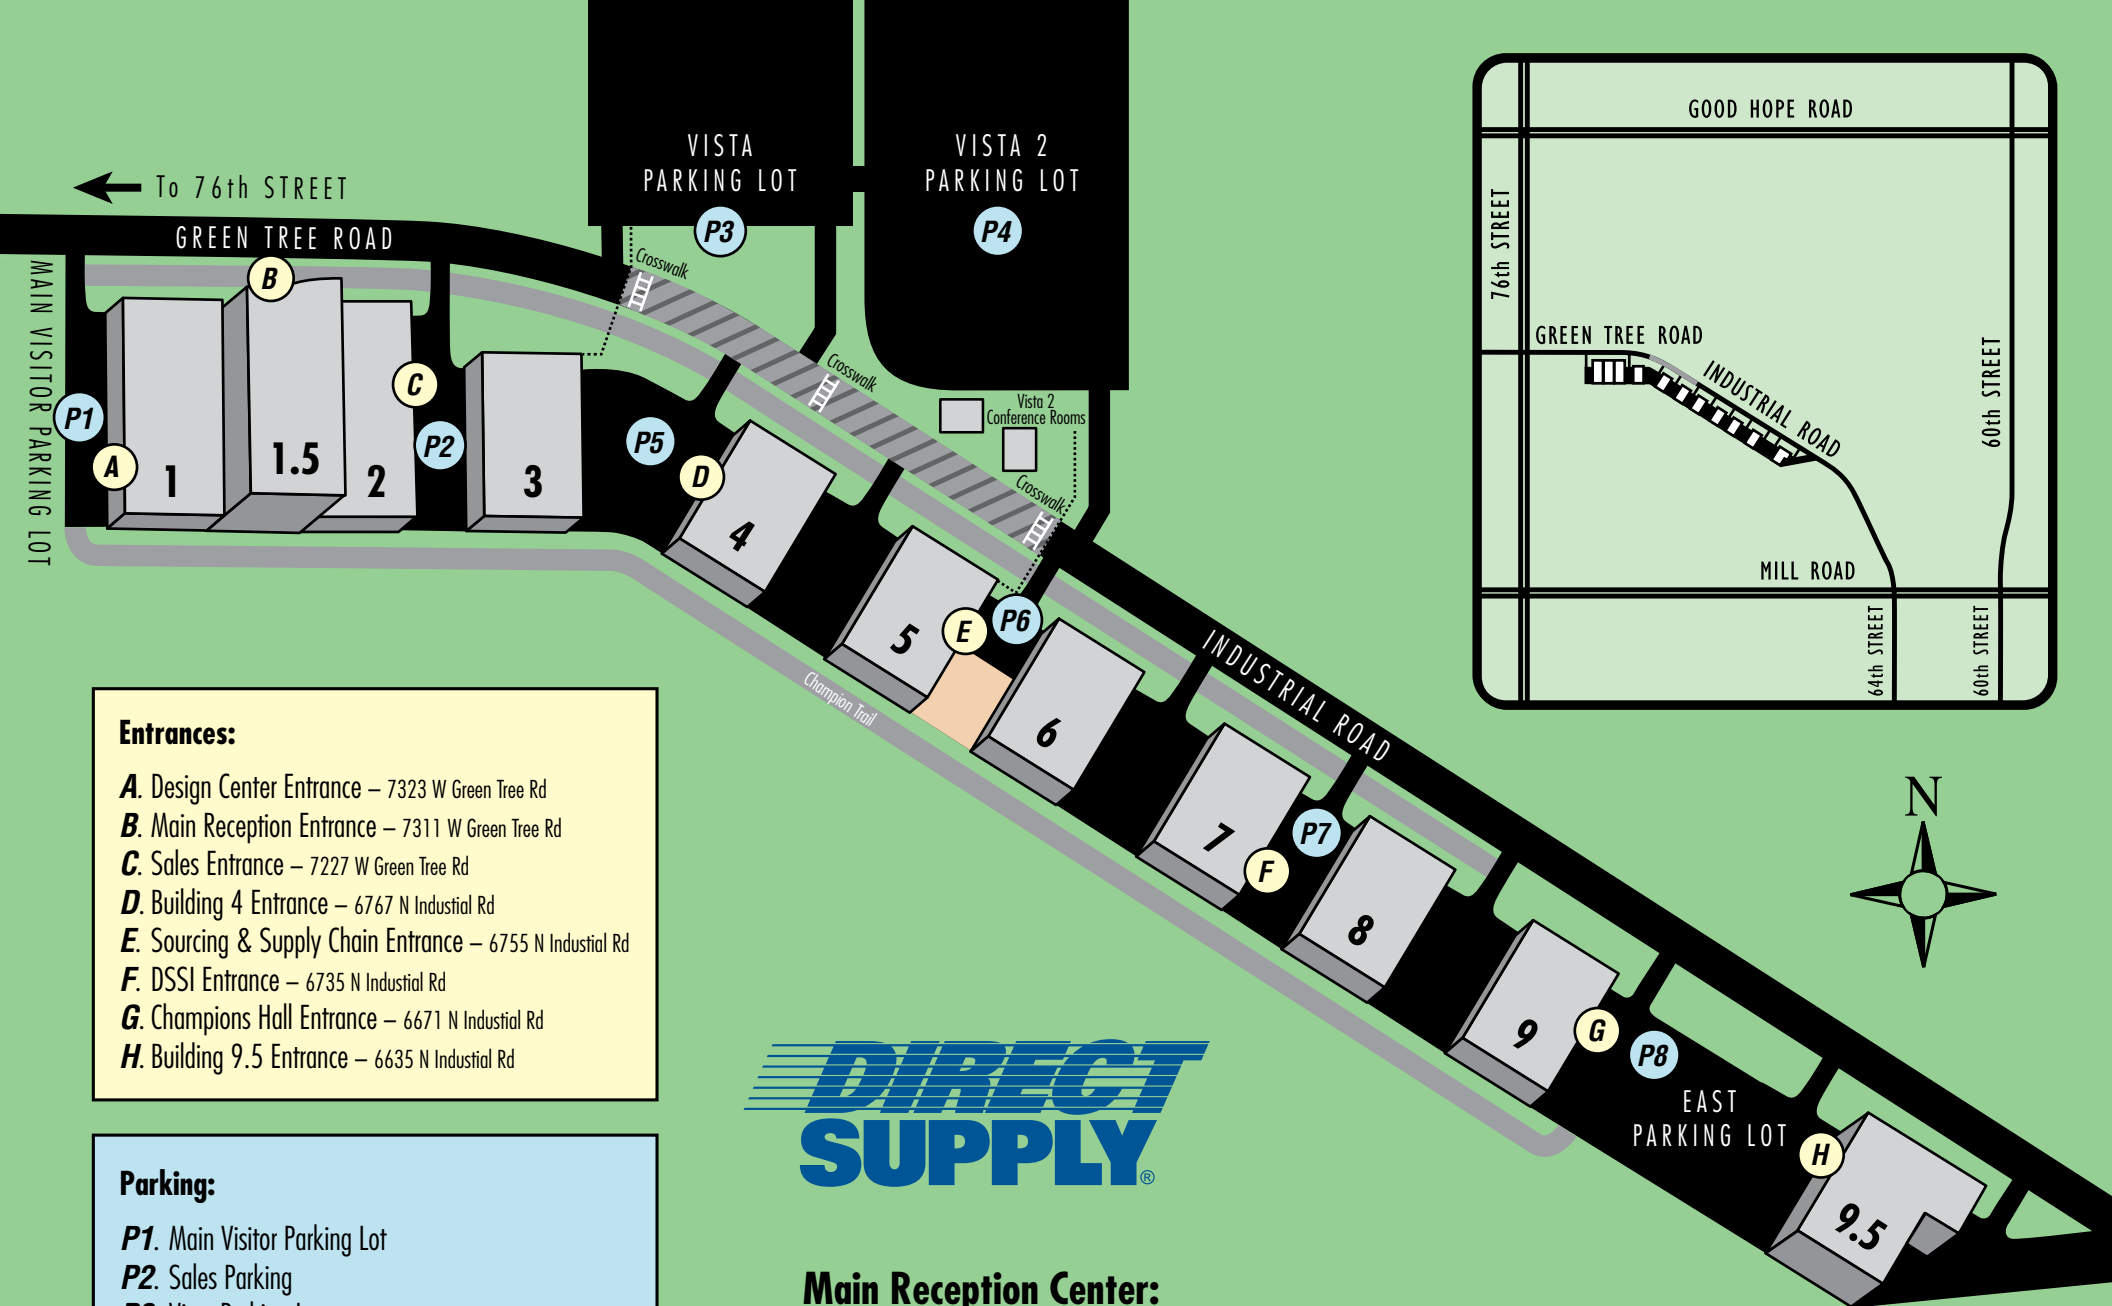 VISTA
PARKING LOT
P3
VISTA 2
PARKING LOT
P4
To 76th STREET
GREEN TREE ROAD
MAIN VISITOR PARKING LOT
Crosswalk
Crosswalk
Crosswalk
Vista 2
Conference Rooms
B
C
P1
A
P2
P5
D
1
1.5
2
3
4
5
E
P6
6
INDUSTRIAL ROAD
Champion Trail
7
F
P7
8
9
G
P8
EAST
PARKING LOT
H
9.5
GOOD HOPE ROAD
76th STREET
GREEN TREE ROAD
INDUSTRIAL ROAD
60th STREET
MILL ROAD
64th STREET
60th STREET
N
Entrances:
A. Design Center Entrance – 7323 W Green Tree Rd
B. Main Reception Entrance – 7311 W Green Tree Rd
C. Sales Entrance – 7227 W Green Tree Rd
D. Building 4 Entrance – 6767 N Industial Rd
E. Sourcing & Supply Chain Entrance – 6755 N Industial Rd
F. DSSI Entrance – 6735 N Industial Rd
G. Champions Hall Entrance – 6671 N Industial Rd
H. Building 9.5 Entrance – 6635 N Industial Rd
Parking:
P1. Main Visitor Parking Lot
P2. Sales Parking
DIRECT
SUPPLY®
Main Reception Center: